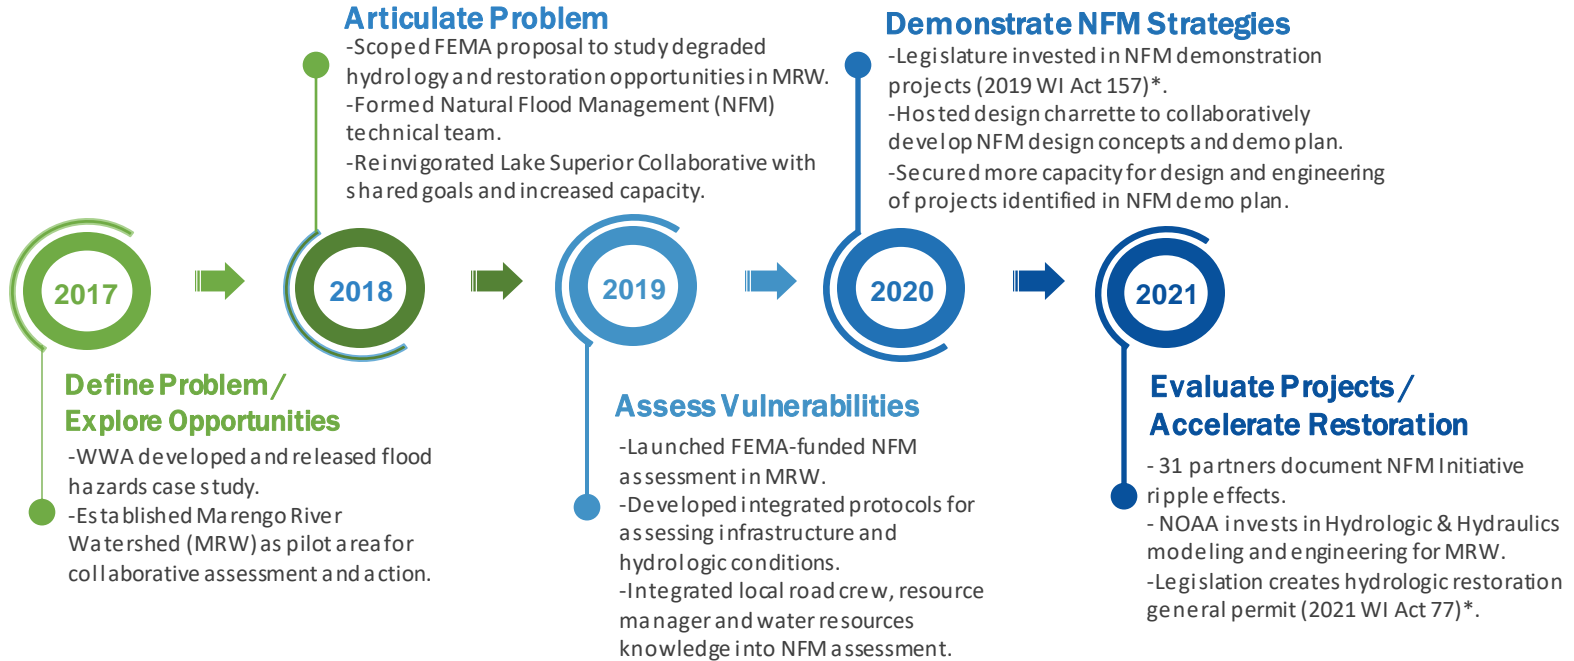 2017
Define Problem/
Explore Opportunities
-WWA developed and released flood
hazards case study.
-Established Marengo River
Watershed (MRW) as pilot area for
collaborative assessment and action.
Articulate Problem
-Scoped FEMA proposal to study degraded
hydrology and restoration opportunities in MRW.
-Formed Natural Flood Management (NFM)
technical team.
-Reinvigorated Lake Superior Collaborative with
shared goals and increased capacity.
2018
2019
Assess Vulnerabilities
-Launched FEMA-funded NFM
assessment in MRW.
-Developed integrated protocols for
assessing infrastructure and
hydrologic conditions.
-Integrated local road crew, resource
manager and water resources
knowledge into NFM assessment.
Demonstrate NFM Strategies
-Legislature invested in NFM demonstration
projects (2019 WI Act 157)*.
-Hosted design charrette to collaboratively
develop NFM design concepts and demo plan.
-Secured more capacity for design and engineering
of projects identified in NFM demo plan.
2020
2021
Evaluate Projects/
Accelerate Restoration
- 31 partners document NFM Initiative
ripple effects.
- NOAA invests in Hydrologic & Hydraulics
modeling and engineering for MRW.
-Legislation creates hydrologic restoration
general permit (2021 WI Act 77)*.